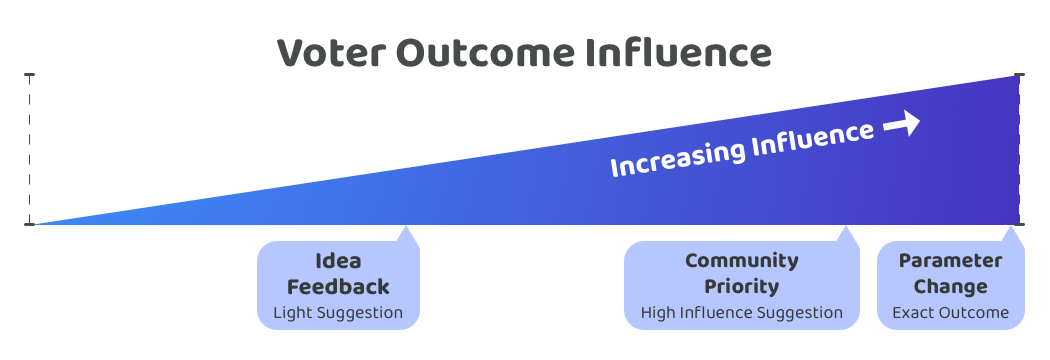 Voter Outcome Influence
Increasing Influence
Idea
Feedback
Light Suggestion
Community
Priority
High Influence Suggestion
Parameter
Change
Exact Outcome